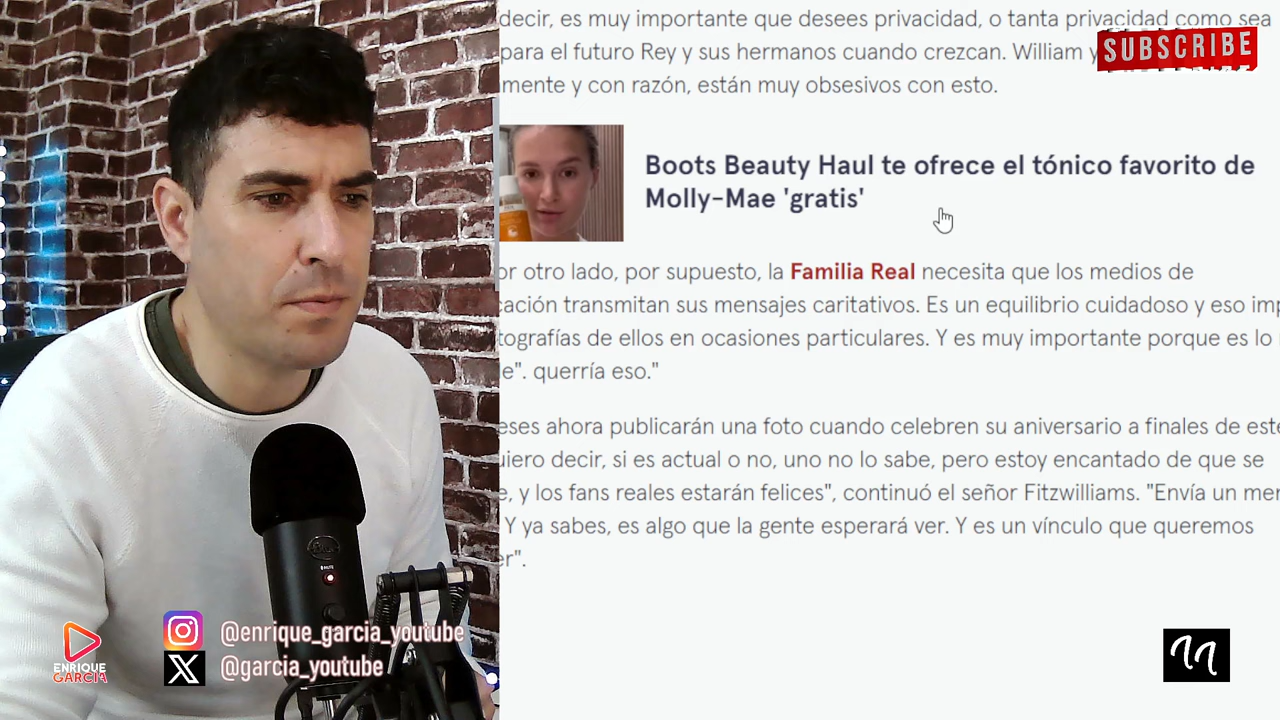 decir, es muy importante que desees privacidad, o tanta privacidad como sea
para el futuro Rey y sus hermanos cuando crezcan. William y
mente y con razón, están muy obsesivos con esto.
SUBSCRIBE
Boots Beauty Haul te ofrece el tónico favorito de
Molly-Mae 'gratis'
or otro lado, por supuesto, la Familia Real necesita que los medios de
cación transmitan sus mensajes caritativos. Es un equilibrio cuidadoso y eso imp
tografías de ellos en ocasiones particulares. Y es muy importante porque es lo
e". querría eso."
eses ahora publicarán una foto cuando celebren su aniversario a finales de este
uiero decir, si es actual o no, uno no lo sabe, pero estoy encantado de que se
e, y los fans reales estarán felices", continuó el señor Fitzwilliams. "Envía un men
Y ya sabes, es algo que la gente esperará ver. Y es un vínculo que queremos
er".
@enrique_garcia_youtube
@garcia_youtube
ENRIQUE
GARCIA